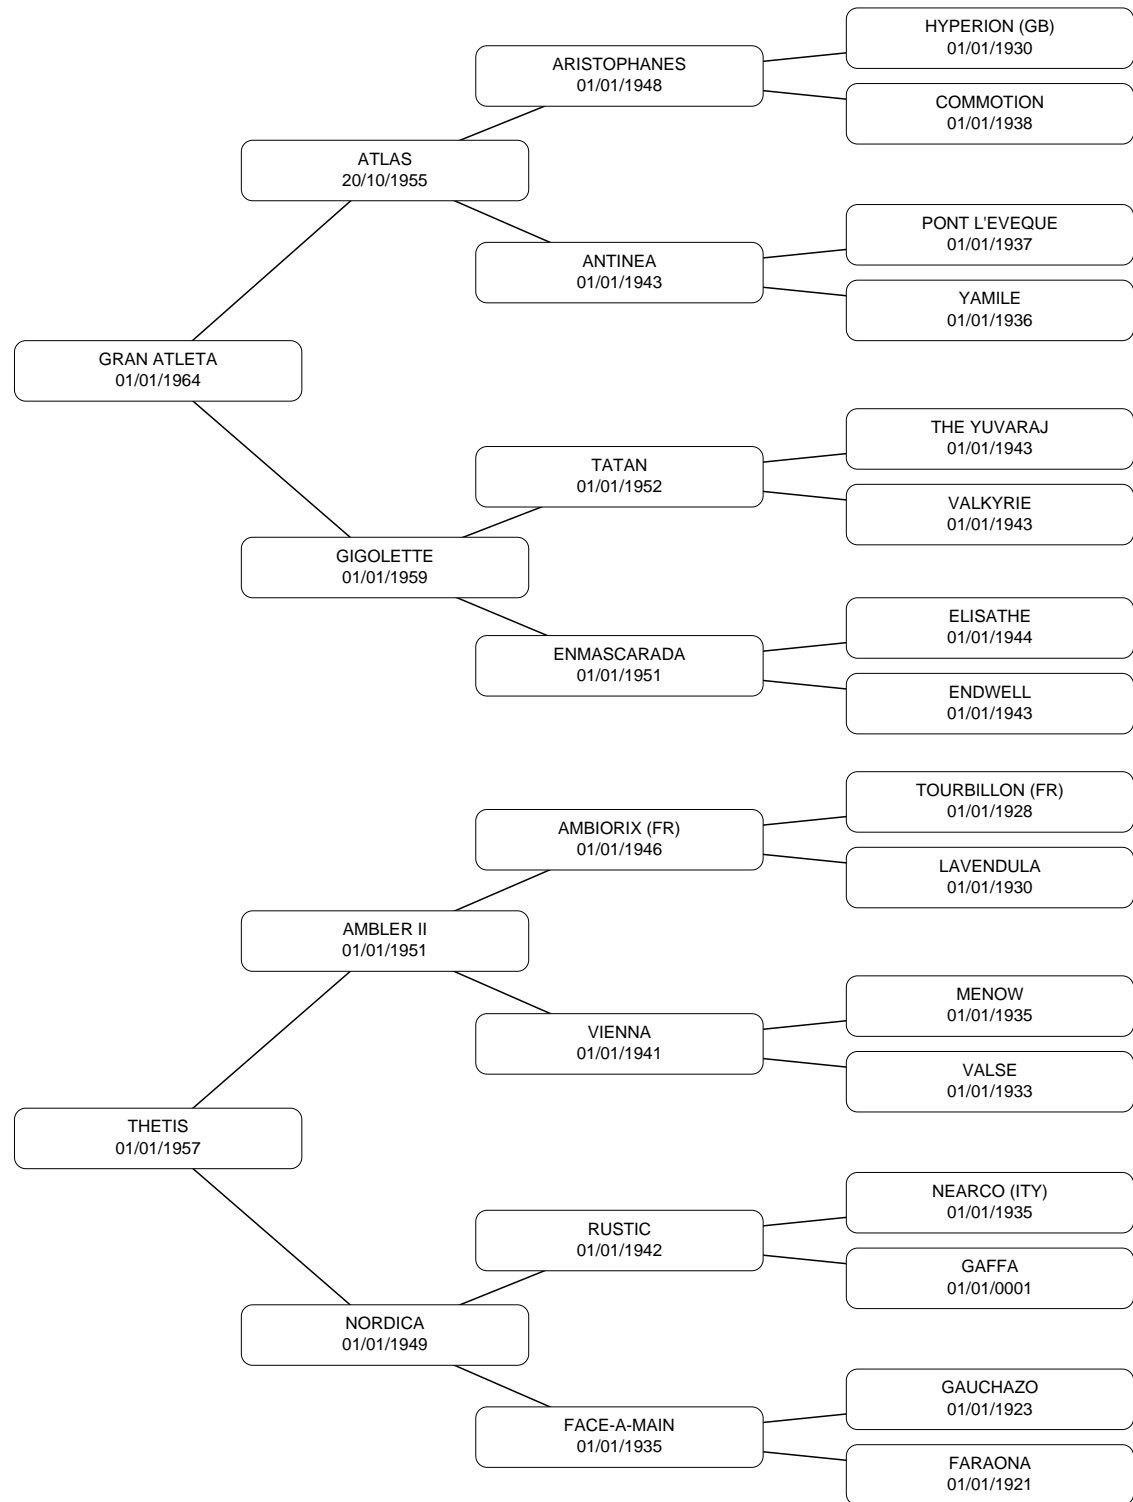 HYPERION (GB)
01/01/1930
ARISTOPHANES
01/01/1948
COMMOTION
01/01/1938
ATLAS
20/10/1955
PONT L'EVEQUE
01/01/1937
ANTINEA
01/01/1943
YAMILE
01/01/1936
GRAN ATLETA
01/01/1964
THE YUVARAJ
01/01/1943
TATAN
01/01/1952
VALKYRIE
01/01/1943
GIGOLETTE
01/01/1959
ELISATHE
01/01/1944
ENMASCARADA
01/01/1951
ENDWELL
01/01/1943
TOURBILLON (FR)
01/01/1928
AMBIORIX (FR)
01/01/1946
LAVENDULA
01/01/1930
AMBLER II
01/01/1951
MENOW
01/01/1935
VIENNA
01/01/1941
VALSE
01/01/1933
THETIS
01/01/1957
NEARCO (ITY)
01/01/1935
RUSTIC
01/01/1942
GAFFA
01/01/0001
NORDICA
01/01/1949
GAUCHAZO
01/01/1923
FACE-A-MAIN
01/01/1935
FARAONA
01/01/1921